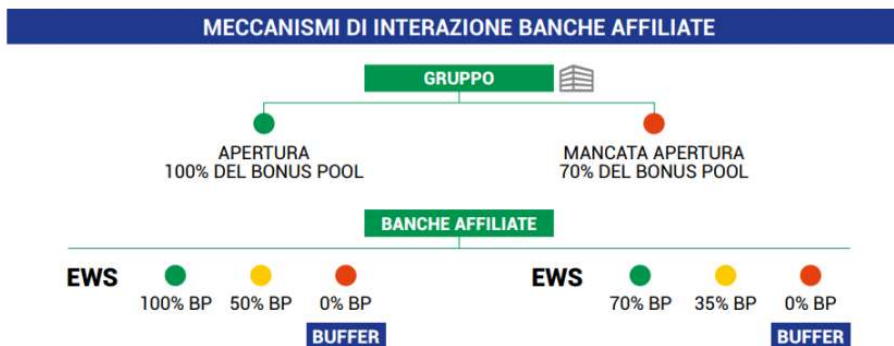 MECCANISMI DI INTERAZIONE BANCHE AFFILIATE
GRUPPO
APERTURA
100% DEL BONUS POOL
MANCATA APERTURA
70% DEL BONUS POOL
BANCHE AFFILIATE
EWS
100% BP 50% BP 0% BP
BUFFER
EWS
70% BP 35% BP 0% BP
BUFFER